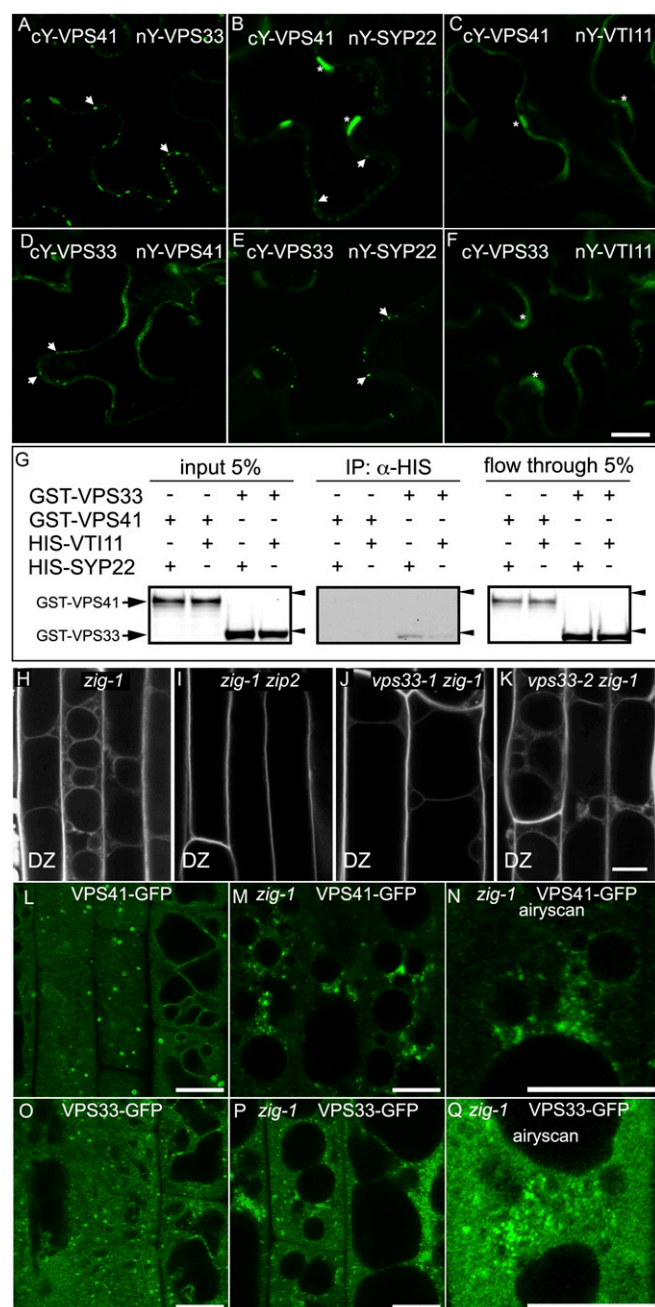 A B C
cY-VPS41 nY-VPS33 cY-VPS41 nY-SYP22 cY-VPS41 nY-VTI11
* * * *
D E F
cY-VPS33 nY-VPS41 cY-VPS33 nY-SYP22 cY-VPS33 nY-VTI11
* *
G
input 5% IP: α-HIS flow through 5%
GST-VPS33 - - + + - - + + - - + +
GST-VPS41 + + - - + + - - + + - -
HIS-VTI11 - + - + - + - + - + - +
HIS-SYP22 + - + - + - + - + - + -
GST-VPS41
GST-VPS33
H zig-1 I zig-1 zip2 J vps33-1 zig-1 K vps33-2 zig-1
DZ DZ DZ DZ
L VPS41-GFP M zig-1 VPS41-GFP N zig-1 VPS41-GFP
airyscan
O VPS33-GFP P zig-1 VPS33-GFP Q zig-1 VPS33-GFP
airyscan